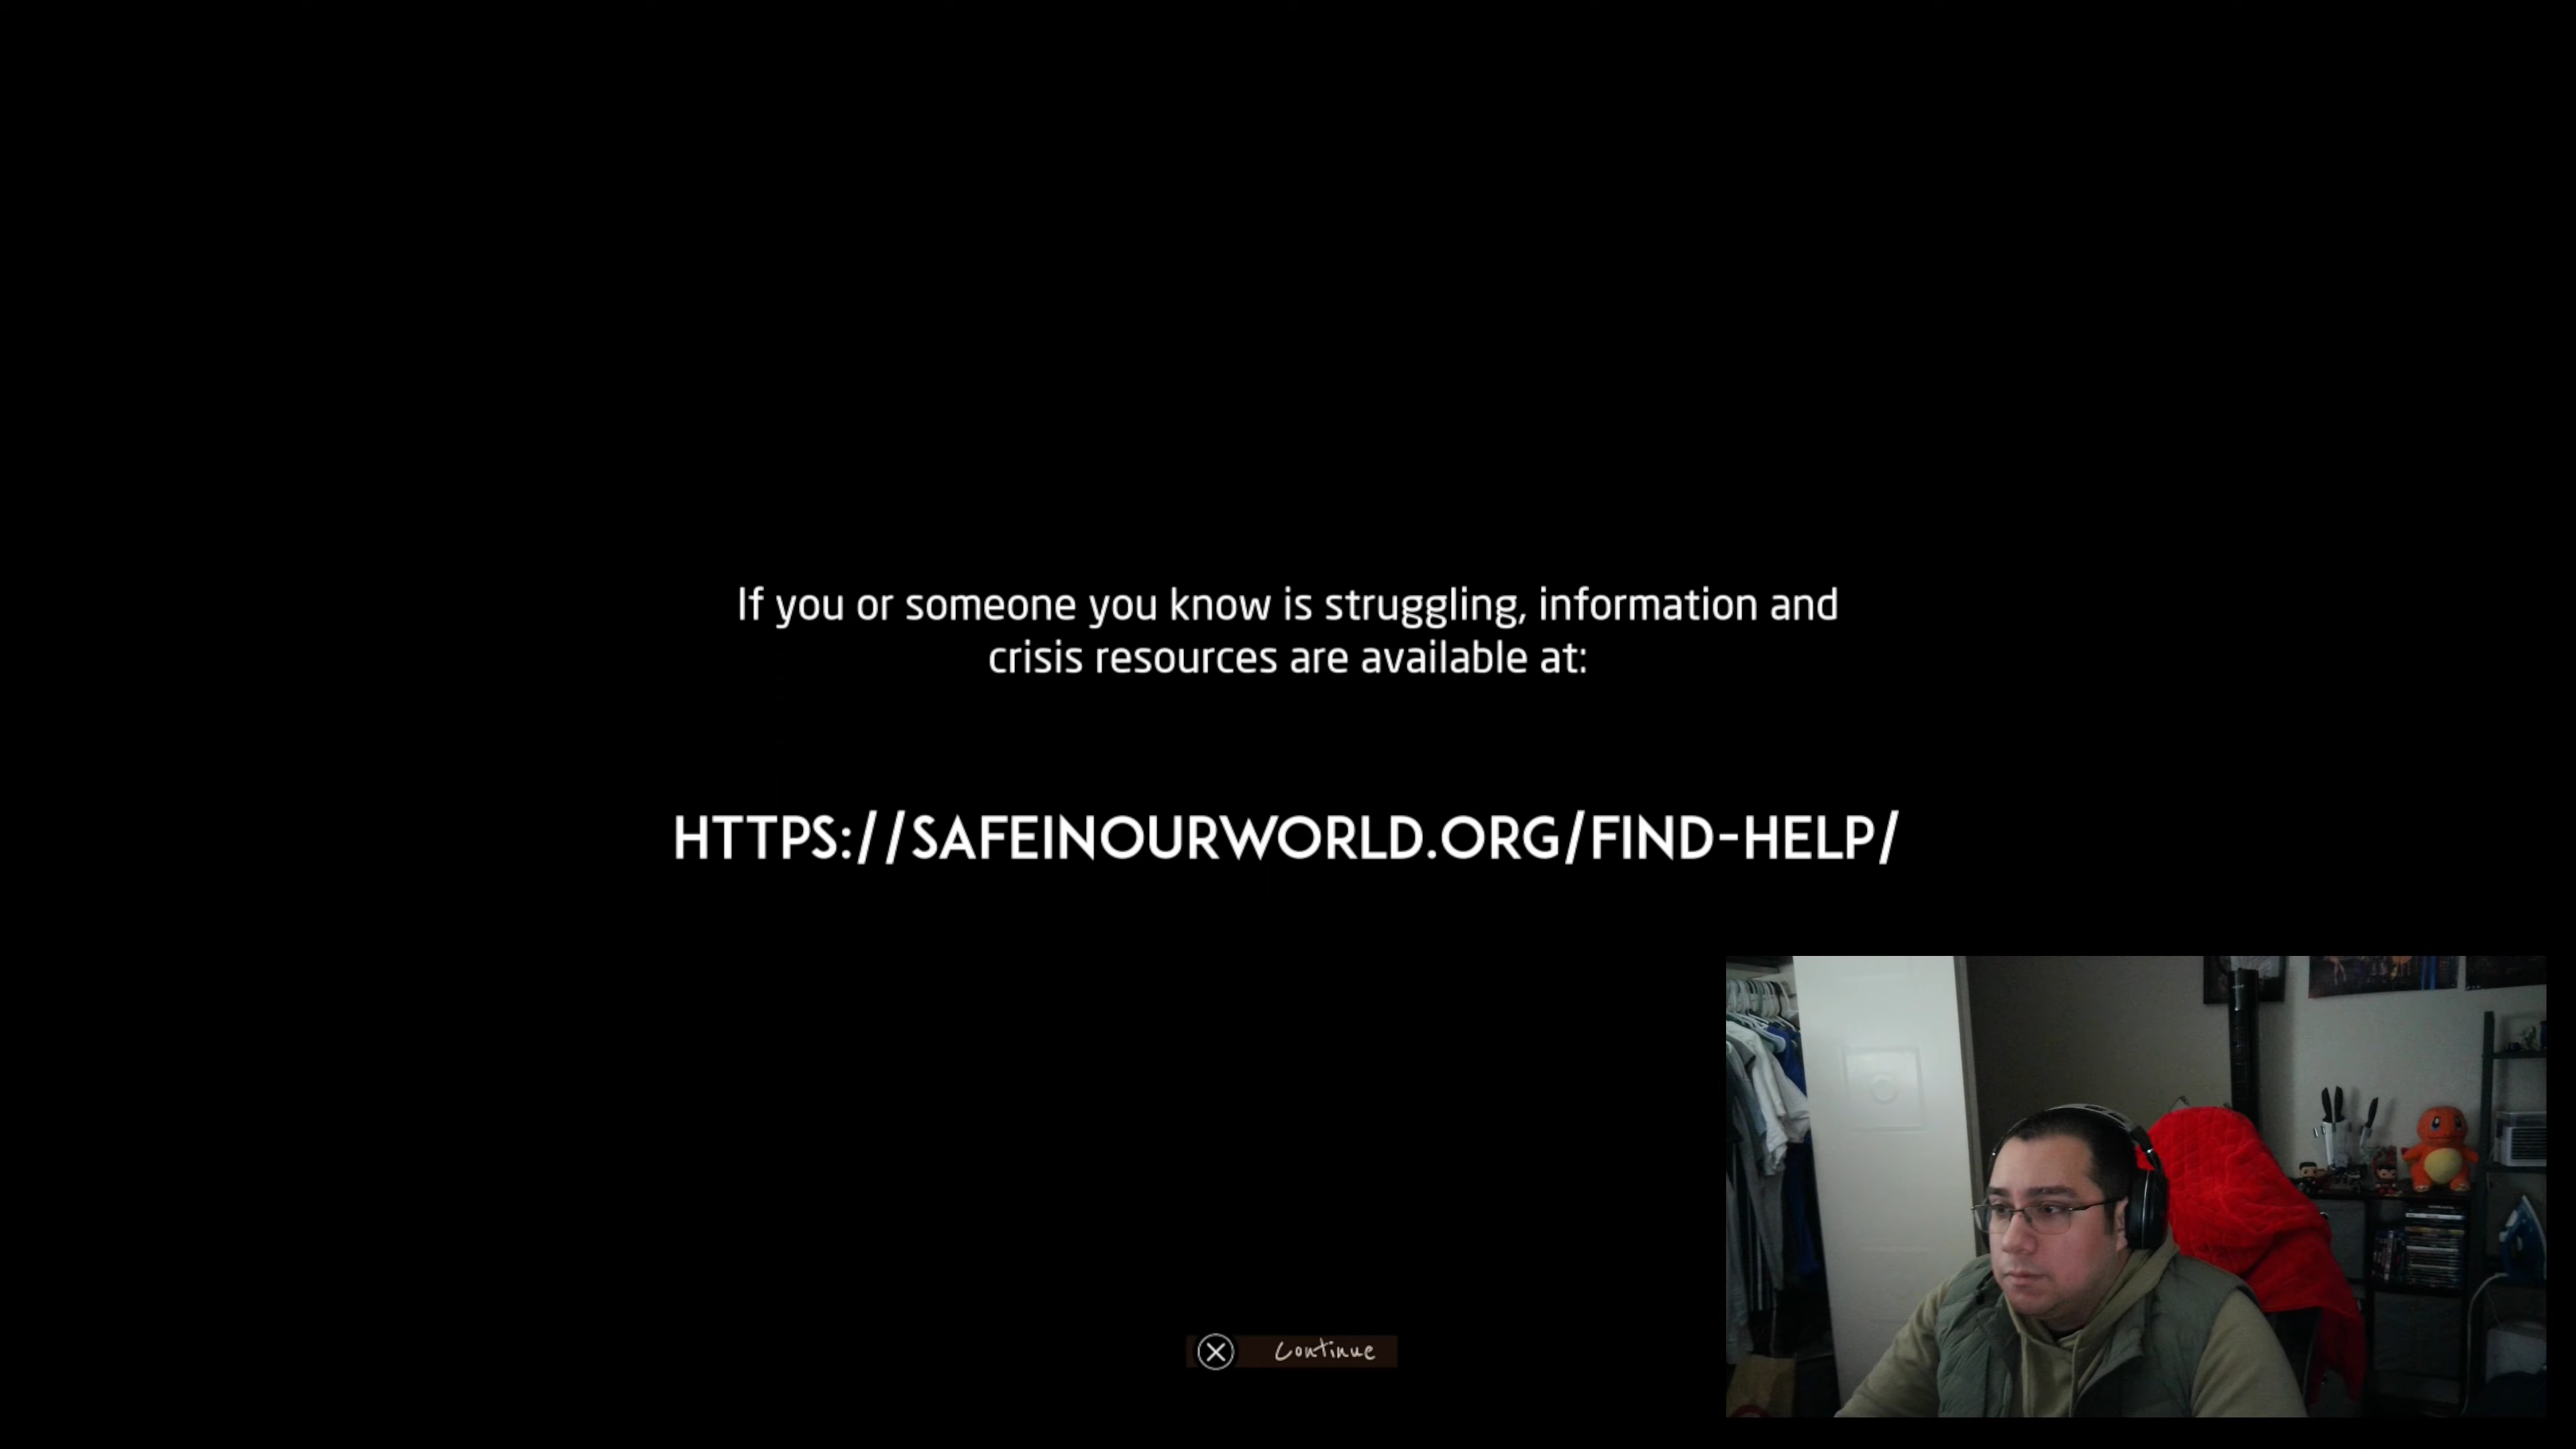 If you or someone you know is struggling, information and
crisis resources are available at:
HTTPS://SAFEINOURWORLD.ORG/FIND-HELP/
Continue